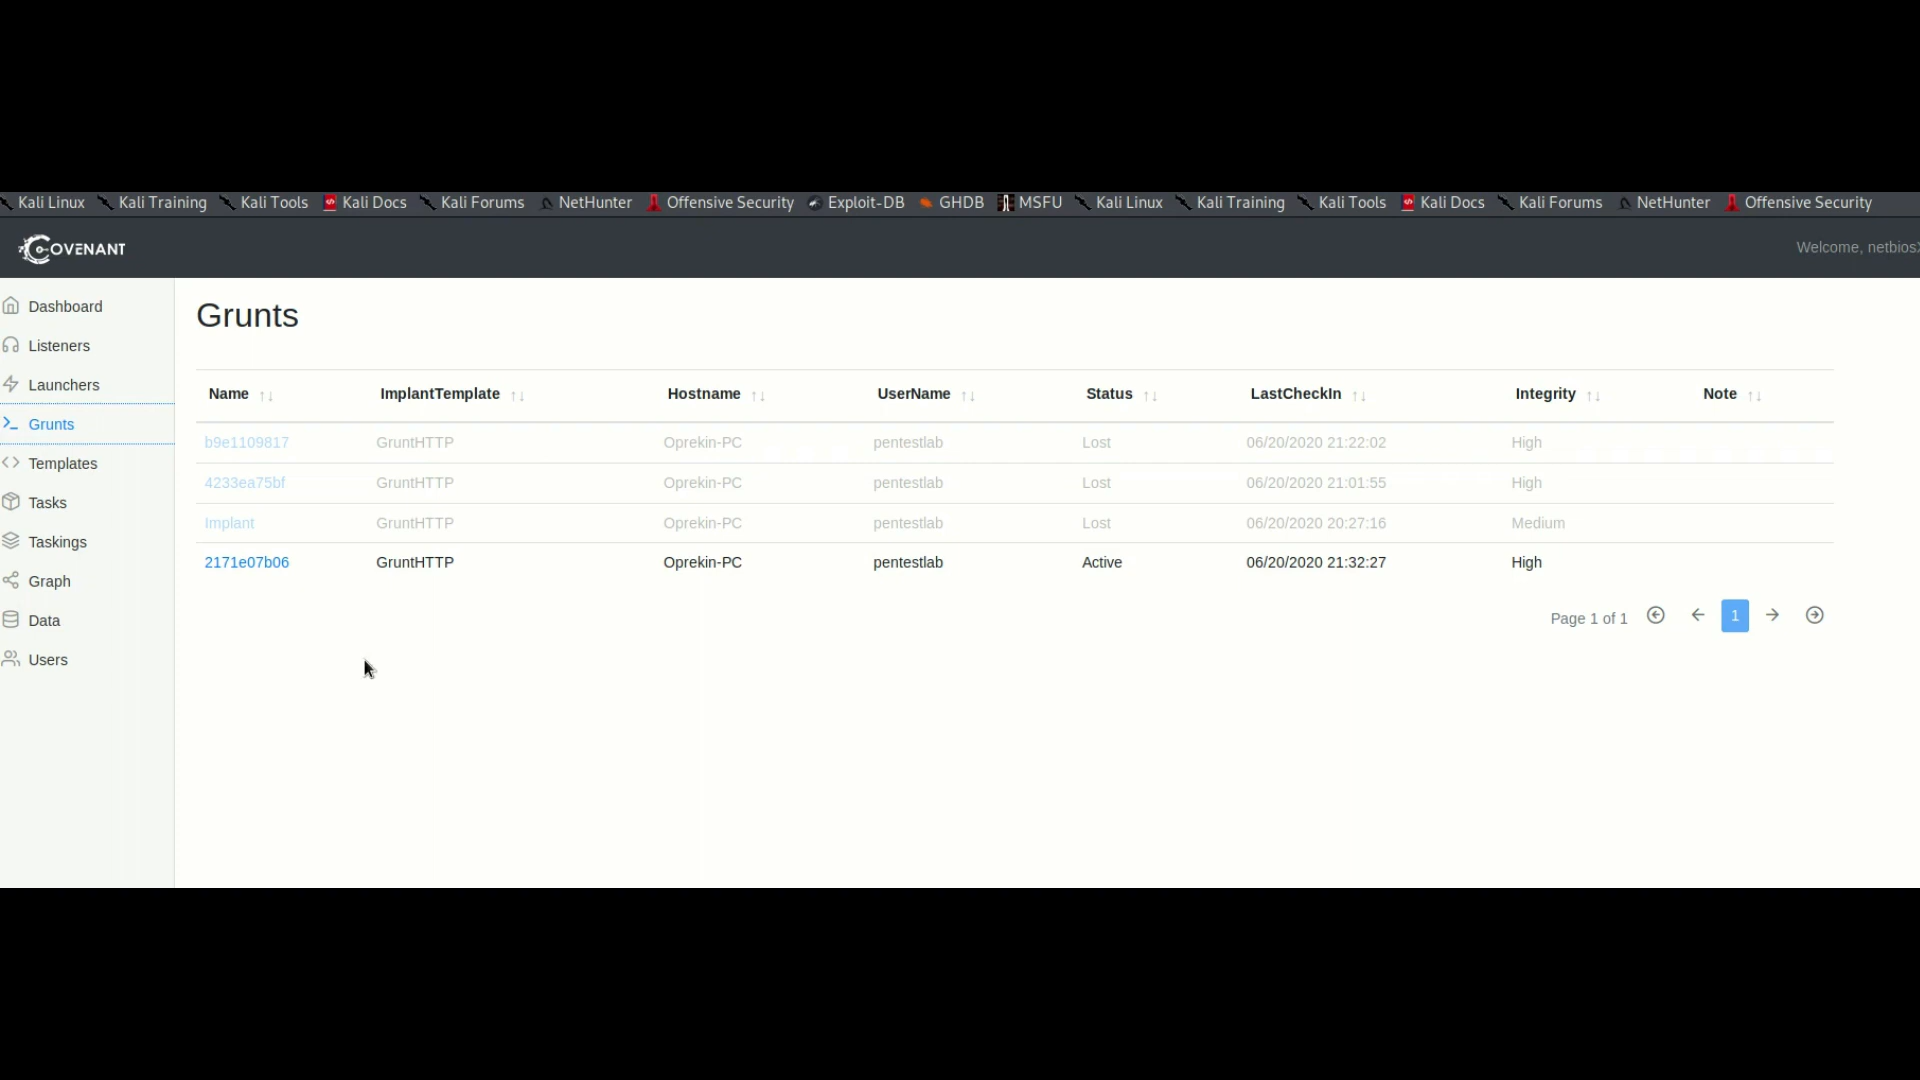 Kali Linux Kali Training Kali Tools Kali Docs Kali Forums NetHunter Offensive Security Exploit-DB GHDB MSFU Kali Linux Kali Training Kali Tools Kali Docs Kali Forums NetHunter Offensive Security
COVENANT Welcome, netbios
Dashboard
Listeners
Launchers
Grunts
Templates
Tasks
Taskings
Graph
Data
Users
Grunts
Name ↑↓ ImplantTemplate ↑↓ Hostname ↑↓ UserName ↑↓ Status ↑↓ LastCheckIn ↑↓ Integrity ↑↓ Note ↑↓
b9e1109817 GruntHTTP Oprekin-PC pentestlab Lost 06/20/2020 21:22:02 High
4233ea75bf GruntHTTP Oprekin-PC pentestlab Lost 06/20/2020 21:01:55 High
Implant GruntHTTP Oprekin-PC pentestlab Lost 06/20/2020 20:27:16 Medium
2171e07b06 GruntHTTP Oprekin-PC pentestlab Active 06/20/2020 21:32:27 High
Page 1 of 1 1